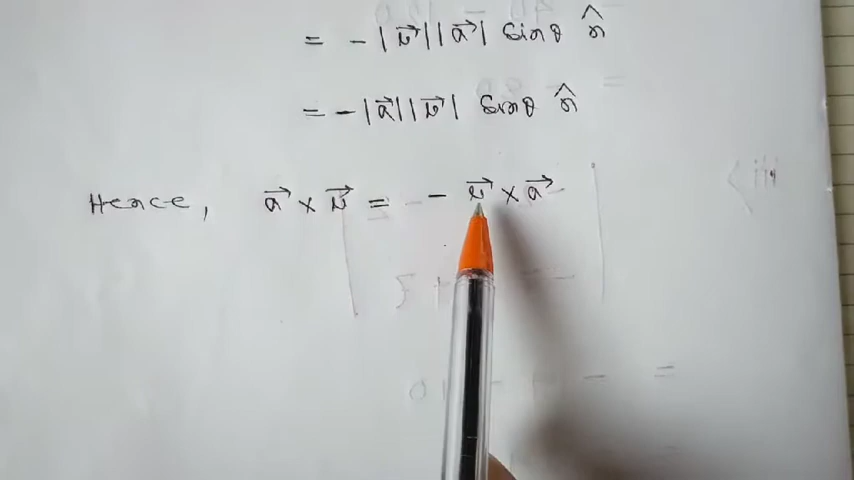 = - |b⃗| |a⃗| sinθ n̂
= - |a⃗| |b⃗| sinθ n̂
Hence, a⃗ × b⃗ = - b⃗ × a⃗